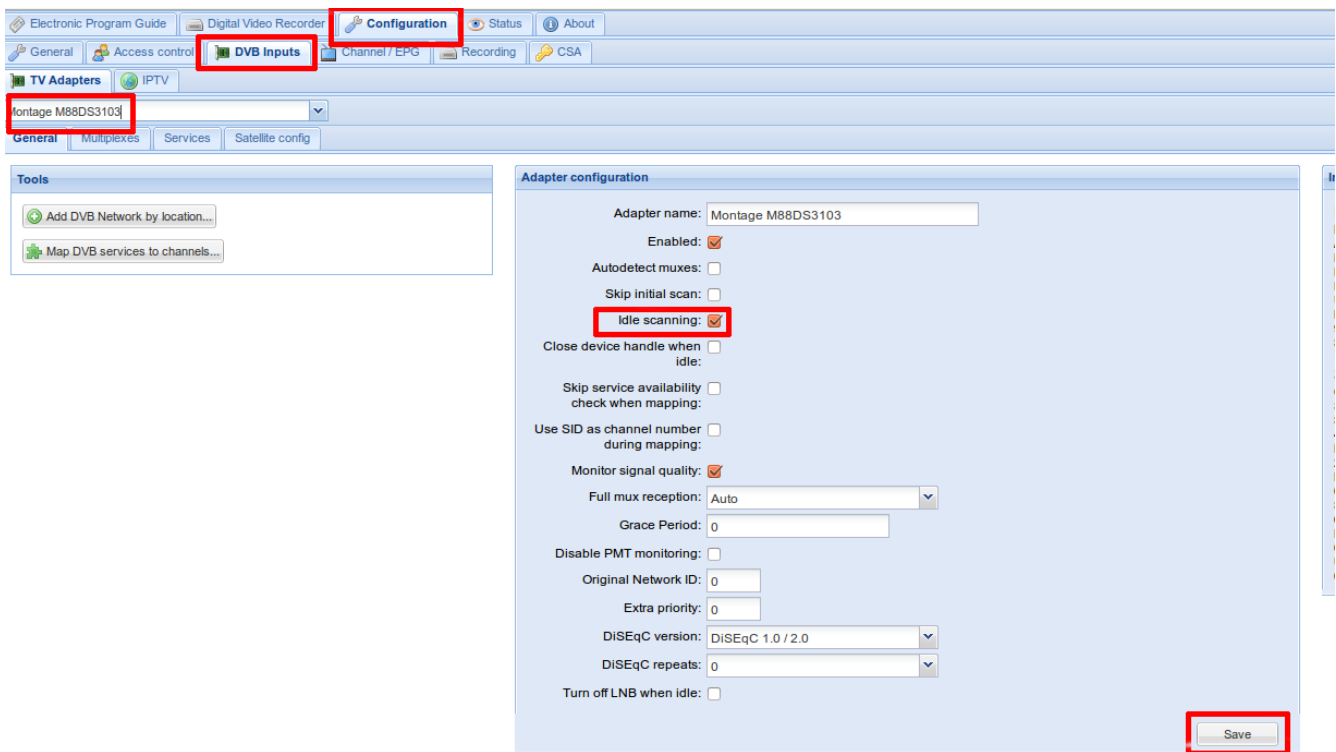 Electronic Program Guide Digital Video Recorder Configuration Status About
General Access control DVB Inputs Channel / EPG Recording CSA
TV Adapters IPTV
Montage M88DS3103
General Multiplexes Services Satellite config
Tools
Add DVB Network by location...
Map DVB services to channels...
Adapter configuration
Adapter name: Montage M88DS3103
Enabled:
Autodetect muxes:
Skip initial scan:
Idle scanning:
Close device handle when
idle:
Skip service availability
check when mapping:
Use SID as channel number
during mapping:
Monitor signal quality:
Full mux reception: Auto
Grace Period: 0
Disable PMT monitoring:
Original Network ID: 0
Extra priority: 0
DiSEqC version: DiSEqC 1.0 / 2.0
DiSEqC repeats: 0
Turn off LNB when idle:
Save